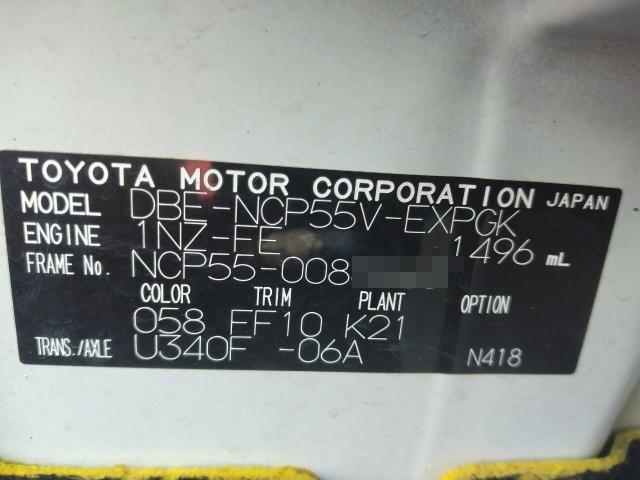 TOYOTA MOTOR CORPORATION JAPAN
MODEL DBE-NCP55V-EXPGK
ENGINE 1NZ-FE 1496 mL
FRAME No. NCP55-008
COLOR TRIM PLANT OPTION
058 FF10 K21
TRANS./AXLE U340F -06A N418